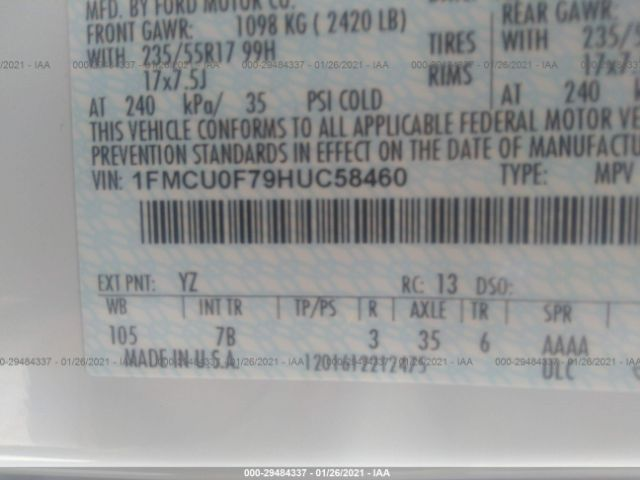 MFD. BY FORD MOTOR CO.
FRONT GAWR: 1098 KG ( 2420 LB) REAR GAWR:
WITH 235/55R17 99H TIRES WITH 235/5
17x7.5J RIMS 17x7.
AT 240 kPa/ 35 PSI COLD AT 240
THIS VEHICLE CONFORMS TO ALL APPLICABLE FEDERAL MOTOR VE
PREVENTION STANDARDS IN EFFECT ON THE DATE OF MANUFACTU
VIN: 1FMCU0F79HUC58460 TYPE: MPV
EXT PNT: YZ RC: 13 DSO:
WB INT TR TP/PS R AXLE TR SPR
105 7B 3 35 6 AAAA
MADE IN U.S.A. DLC
000-29484337 - 01/26/2021 - IAA